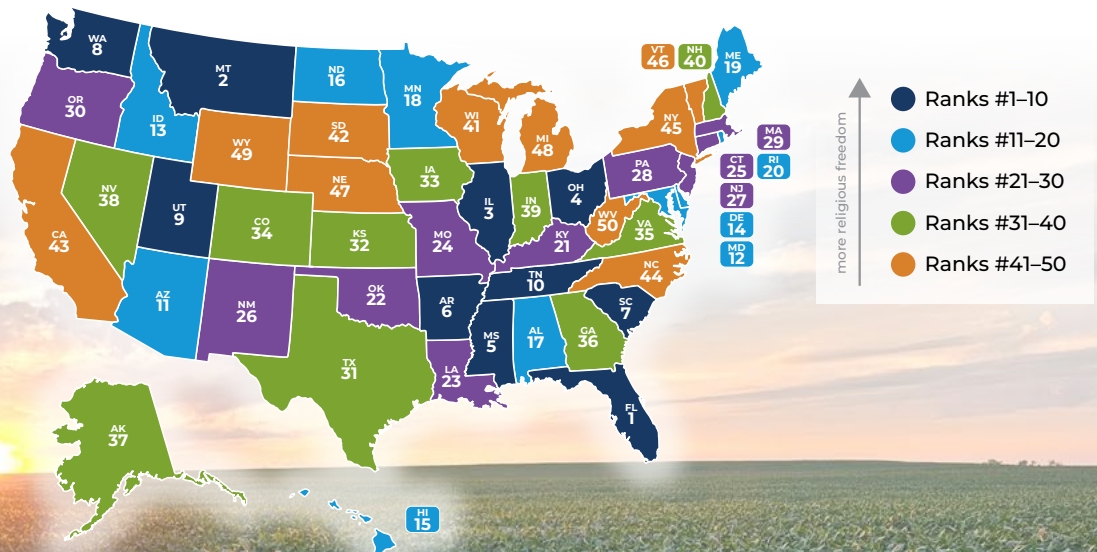 WA
8
MT
2
ND
16
MN
18
VT
46
NH
40
ME
19
OR
30
ID
13
WY
49
SD
42
WI
41
MI
48
NY
45
MA
29
CT
25
RI
20
NJ
27
DE
14
MD
12
NV
38
UT
9
CO
34
NE
47
IA
33
IL
3
IN
39
OH
4
PA
28
CA
43
KS
32
MO
24
KY
21
WV
50
VA
35
AZ
11
NM
26
OK
22
AR
6
TN
10
NC
44
SC
7
TX
31
LA
23
MS
5
AL
17
GA
36
FL
1
AK
37
HI
15
more religious freedom
Ranks #1–10
Ranks #11–20
Ranks #21–30
Ranks #31–40
Ranks #41–50